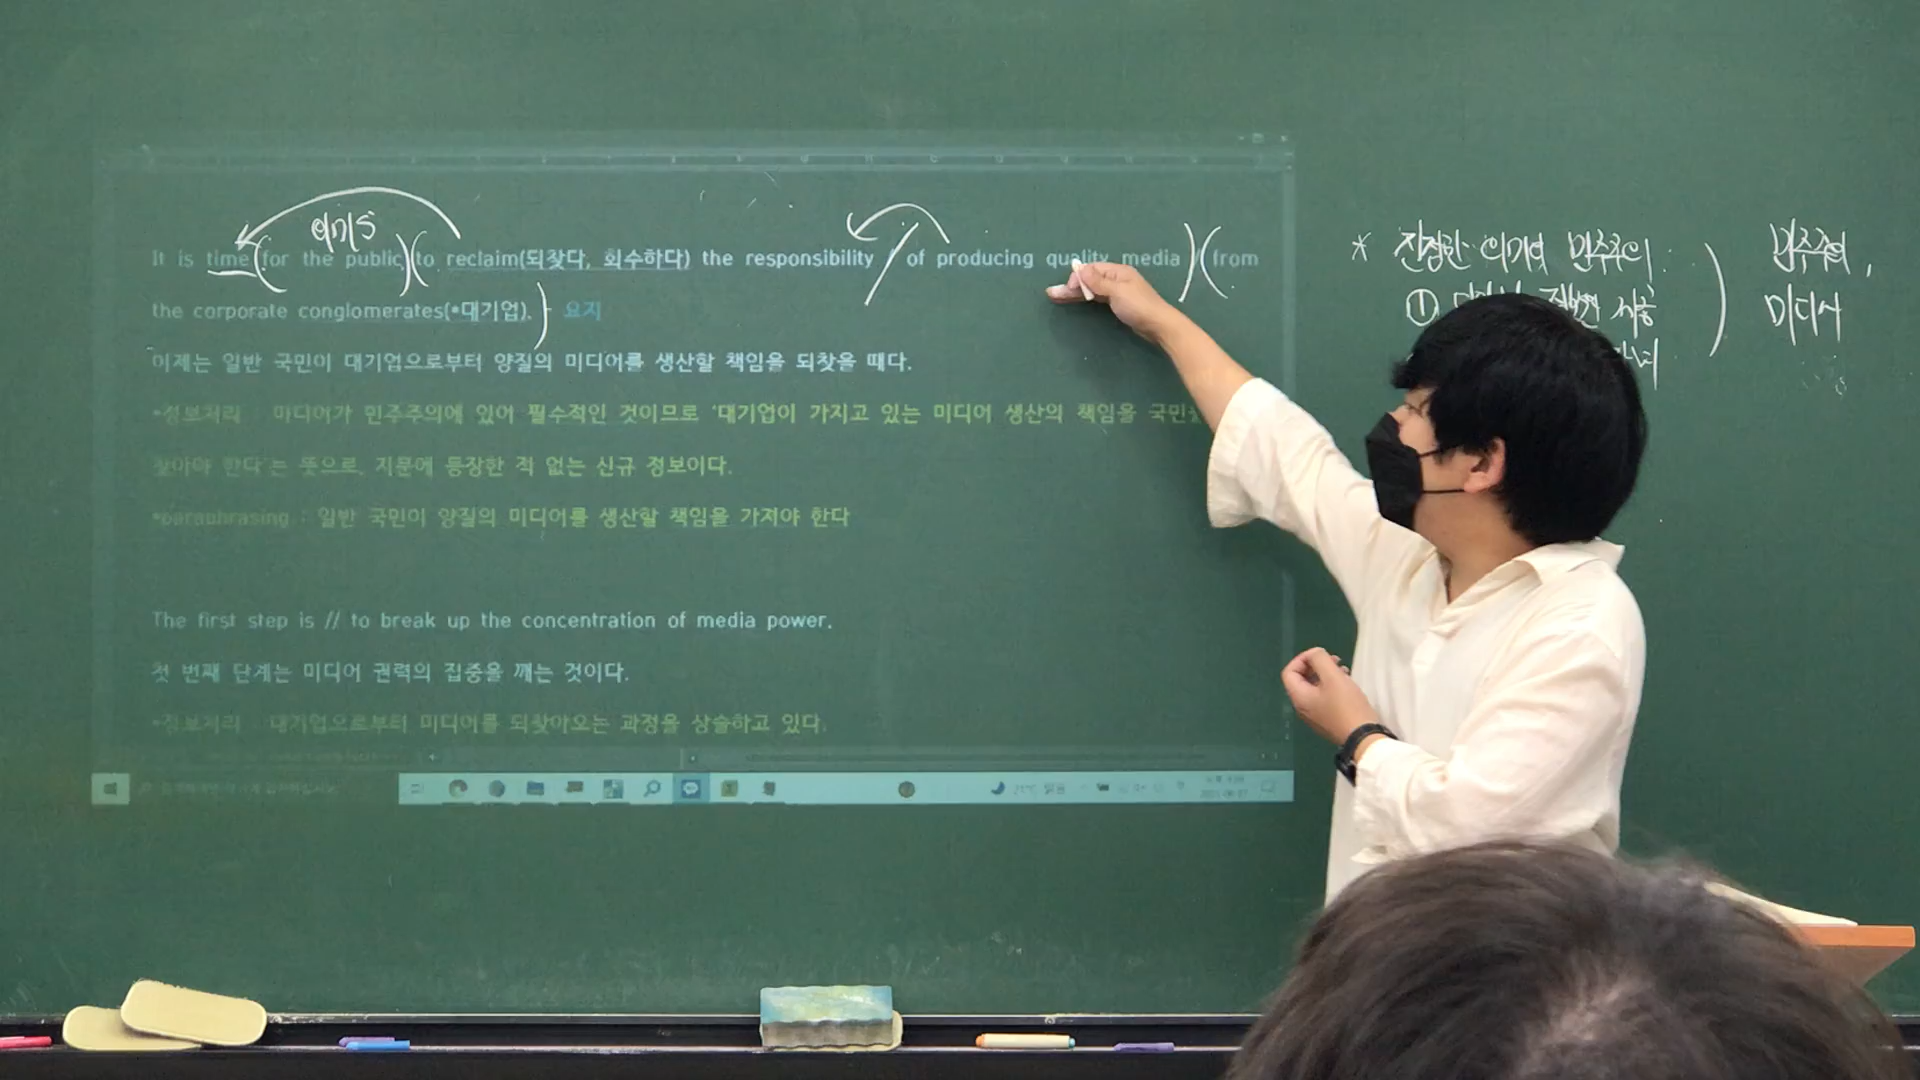 의미S
It is time for the public to reclaim(되찾다, 회수하다) the responsibility / of producing quality media / from
the corporate conglomerates(*대기업). 요지
이제는 일반 국민이 대기업으로부터 양질의 미디어를 생산할 책임을 되찾을 때다.
*정보처리 : 미디어가 민주주의에 있어 필수적인 것이므로 '대기업이 가지고 있는 미디어 생산의 책임을
찾아야 한다'는 뜻으로, 지문에 등장한 적 없는 신규 정보이다.
*paraphrasing : 일반 국민이 양질의 미디어를 생산할 책임을 가져야 한다
The first step is // to break up the concentration of media power.
첫 번째 단계는 미디어 권력의 집중을 깨는 것이다.
*정보처리 : 대기업으로부터 미디어를 되찾아오는 과정을 상술하고 있다.
* 진정한 의미의 민주주의 :
①
민주주의,
미디어